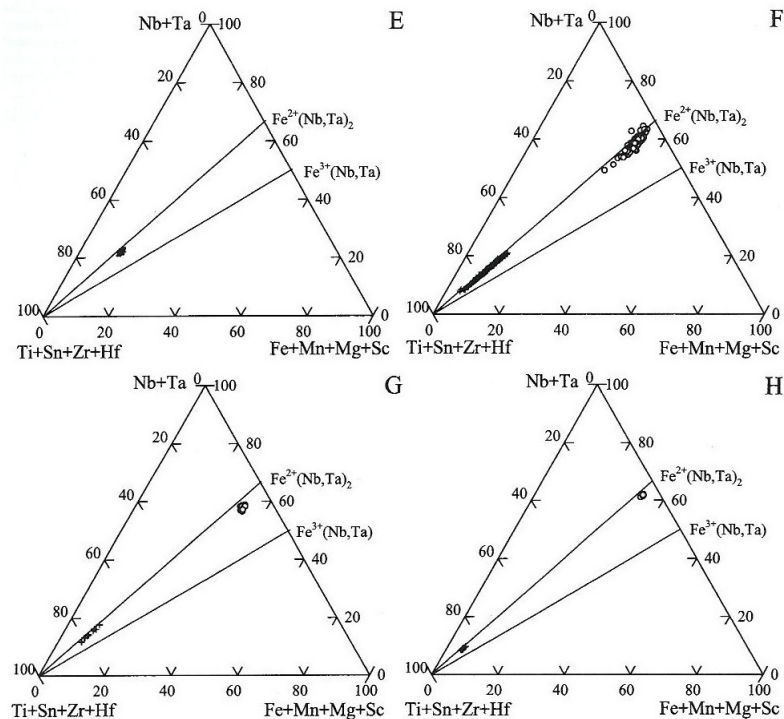 Nb+Ta 0 100 E
20 80
Fe²⁺(Nb,Ta)₂
40 60
Fe³⁺(Nb,Ta)
60 40
80 20
100 0
0 20 40 60 80 100
Ti+Sn+Zr+Hf Fe+Mn+Mg+Sc
Nb+Ta 0 100 F
20 80
Fe²⁺(Nb,Ta)₂
40 60
Fe³⁺(Nb,Ta)
60 40
80 20
100 0
0 20 40 60 80 100
Ti+Sn+Zr+Hf Fe+Mn+Mg+Sc
Nb+Ta 0 100 G
20 80
Fe²⁺(Nb,Ta)₂
40 60
Fe³⁺(Nb,Ta)
60 40
80 20
100 0
0 20 40 60 80 100
Ti+Sn+Zr+Hf Fe+Mn+Mg+Sc
Nb+Ta 0 100 H
20 80
Fe²⁺(Nb,Ta)₂
40 60
Fe³⁺(Nb,Ta)
60 40
80 20
100 0
0 20 40 60 80 100
Ti+Sn+Zr+Hf Fe+Mn+Mg+Sc